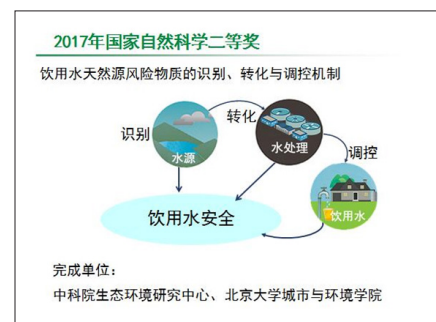 2017年国家自然科学二等奖
饮用水天然源风险物质的识别、转化与调控机制
转化
识别
水源
水处理
调控
饮用水
饮用水安全
完成单位：
中科院生态环境研究中心、北京大学城市与环境学院